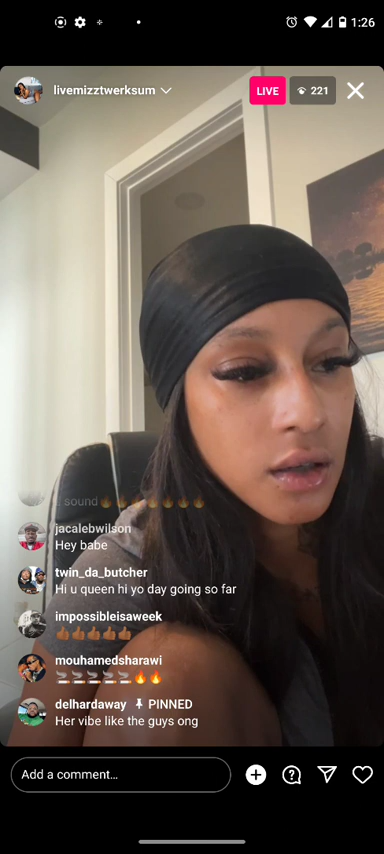 1:26
livemizztwerksum
LIVE
221
sound🔥🔥🔥🔥🔥🔥🔥
jacalebwilson
Hey babe
twin_da_butcher
Hi u queen hi yo day going so far
impossibleisaweek
👍🏾👍🏾👍🏾👍🏾👍🏾
mouhamedsharawi
🚬🚬🚬🚬🚬🔥🔥
delhardaway PINNED
Her vibe like the guys ong
Add a comment...